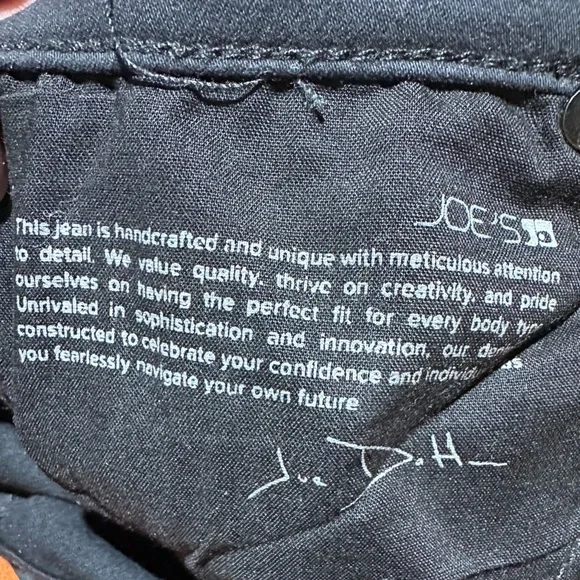 JOE'S
This jean is handcrafted and unique with meticulous attention
to detail. We value quality, thrive on creativity, and pride
ourselves on having the perfect fit for every body
Unrivaled in sophistication and innovation, our
constructed to celebrate your confidence and
you fearlessly navigate your own future
Joe